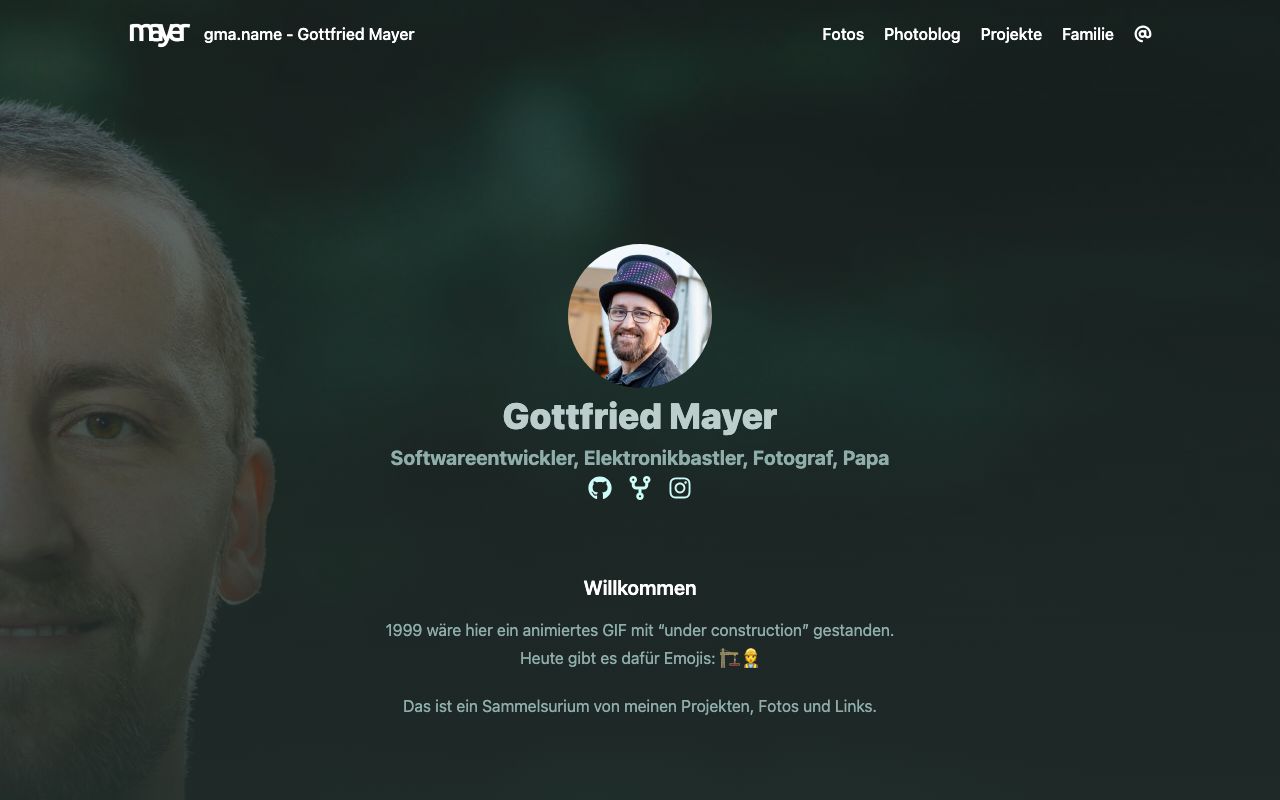 mayer gma.name - Gottfried Mayer Fotos Photoblog Projekte Familie @
Gottfried Mayer
Softwareentwickler, Elektronikbastler, Fotograf, Papa
Willkommen
1999 wäre hier ein animiertes GIF mit “under construction” gestanden.
Heute gibt es dafür Emojis: 🏗️👷
Das ist ein Sammelsurium von meinen Projekten, Fotos und Links.